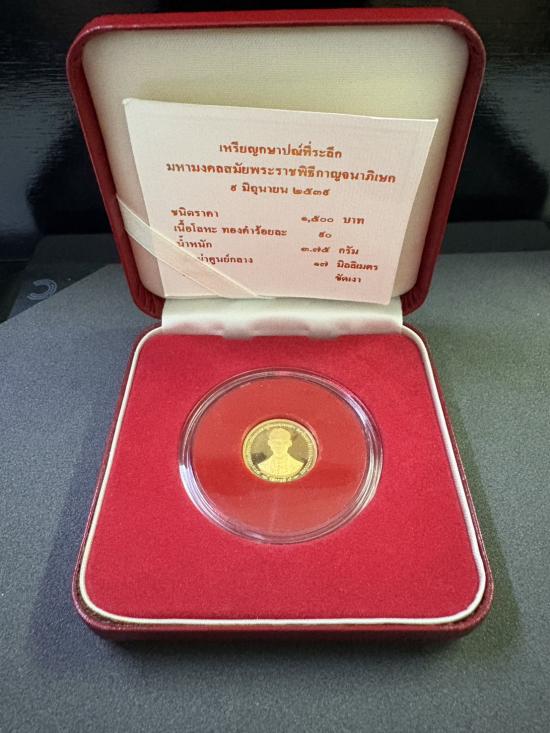 เหรียญกษาปณ์ที่ระลึก
มหามงคลสมัยพระราชพิธีกาญจนาภิเษก
๙ มิถุนายน ๒๕๓๙
ชนิดราคา ๑,๕๐๐ บาท
เนื้อโลหะ ทองคำร้อยละ ๙๐
น้ำหนัก ๓.๗๕ กรัม
ศูนย์กลาง ๑๗ มิลลิเมตร
ขัดเงา